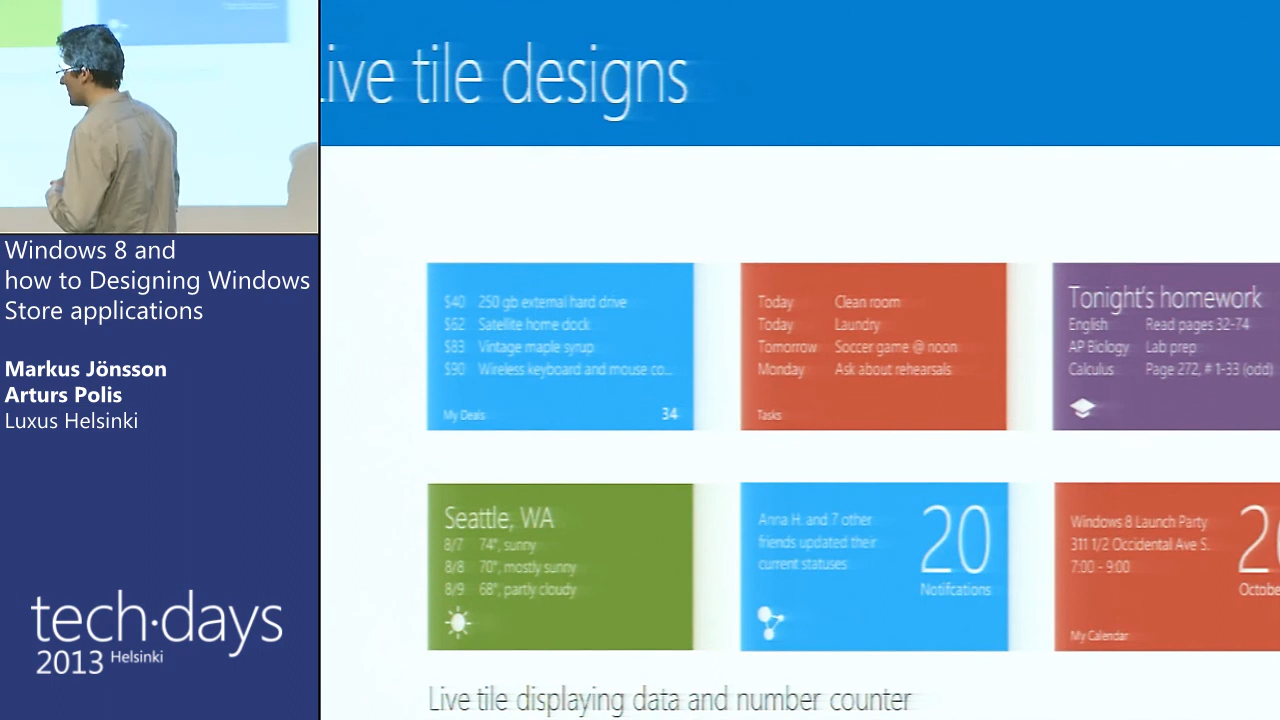 Live tile designs
Windows 8 and
how to Designing Windows
Store applications
Markus Jönsson
Arturs Polis
Luxus Helsinki
tech·days
2013 Helsinki
$40 250 gb external hard drive
$62 Satellite home dock
$83 Vintage maple syrup
$90 Wireless keyboard and mouse co...
My Deals 34
Today Clean room
Today Laundry
Tomorrow Soccer game @ noon
Monday Ask about rehearsals
Tasks
Tonight's homework
English Read pages 32-74
AP Biology Lab prep
Calculus Page 272, # 1-33 (odd)
Seattle, WA
8/7 74°, sunny
8/8 70°, mostly sunny
8/9 68°, partly cloudy
Anna H. and 7 other
friends updated their
current statuses
20
Notifcations
Windows 8 Launch Party
311 1/2 Occidental Ave S.
7:00 - 9:00
2
Octobe
My Calendar
Live tile displaying data and number counter